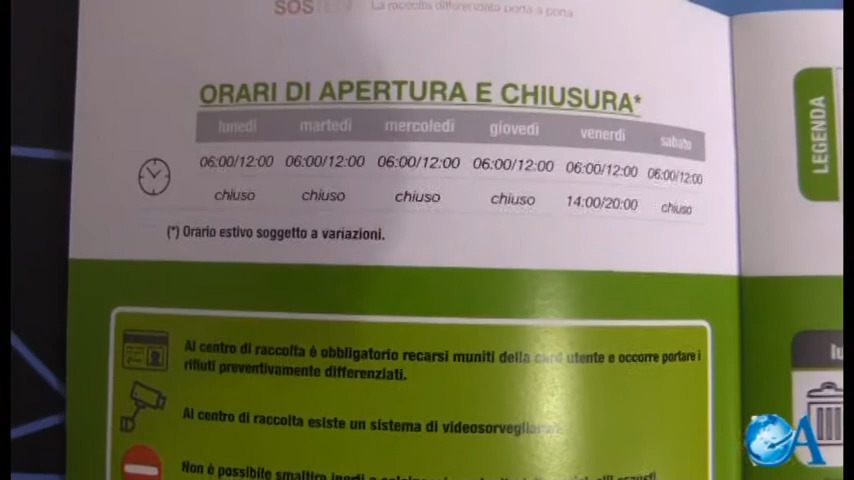 SOS
La raccolta differenziata porta a porta
ORARI DI APERTURA E CHIUSURA*
lunedì martedì mercoledì giovedì venerdì sabato
06:00/12:00 06:00/12:00 06:00/12:00 06:00/12:00 06:00/12:00 06:00/12:00
chiuso chiuso chiuso chiuso 14:00/20:00 chiuso
(*) Orario estivo soggetto a variazioni.
Al centro di raccolta è obbligatorio recarsi muniti della card utente e occorre portare i
rifiuti preventivamente differenziati.
Al centro di raccolta esiste un sistema di
Non è possibile smaltire
LEGENDA
lu
A